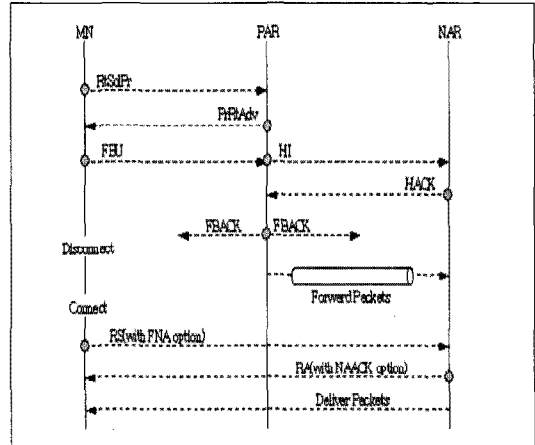 MN PAR NAR
RtSolPr
PrRtAdv
FBU HI
HACK
FBACK FBACK
Disconnect
Forward Packets
Connect
RS(with FNA option)
RA(with NAACK option)
Deliver Packets